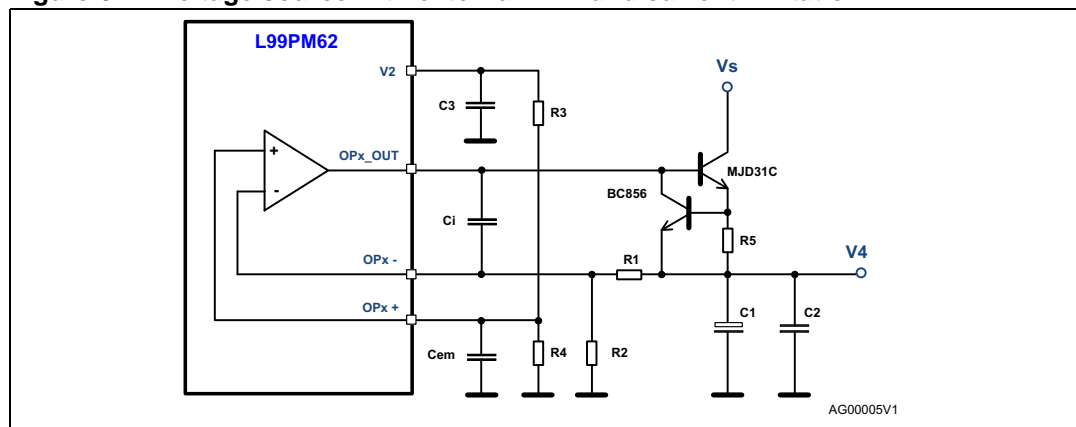 L99PM62
V2
Vs
C3
R3
OPx_OUT
MJD31C
BC856
+
-
Ci
R5
V4
OPx -
R1
OPx +
C1
C2
Cem
R4
R2
AG00005V1